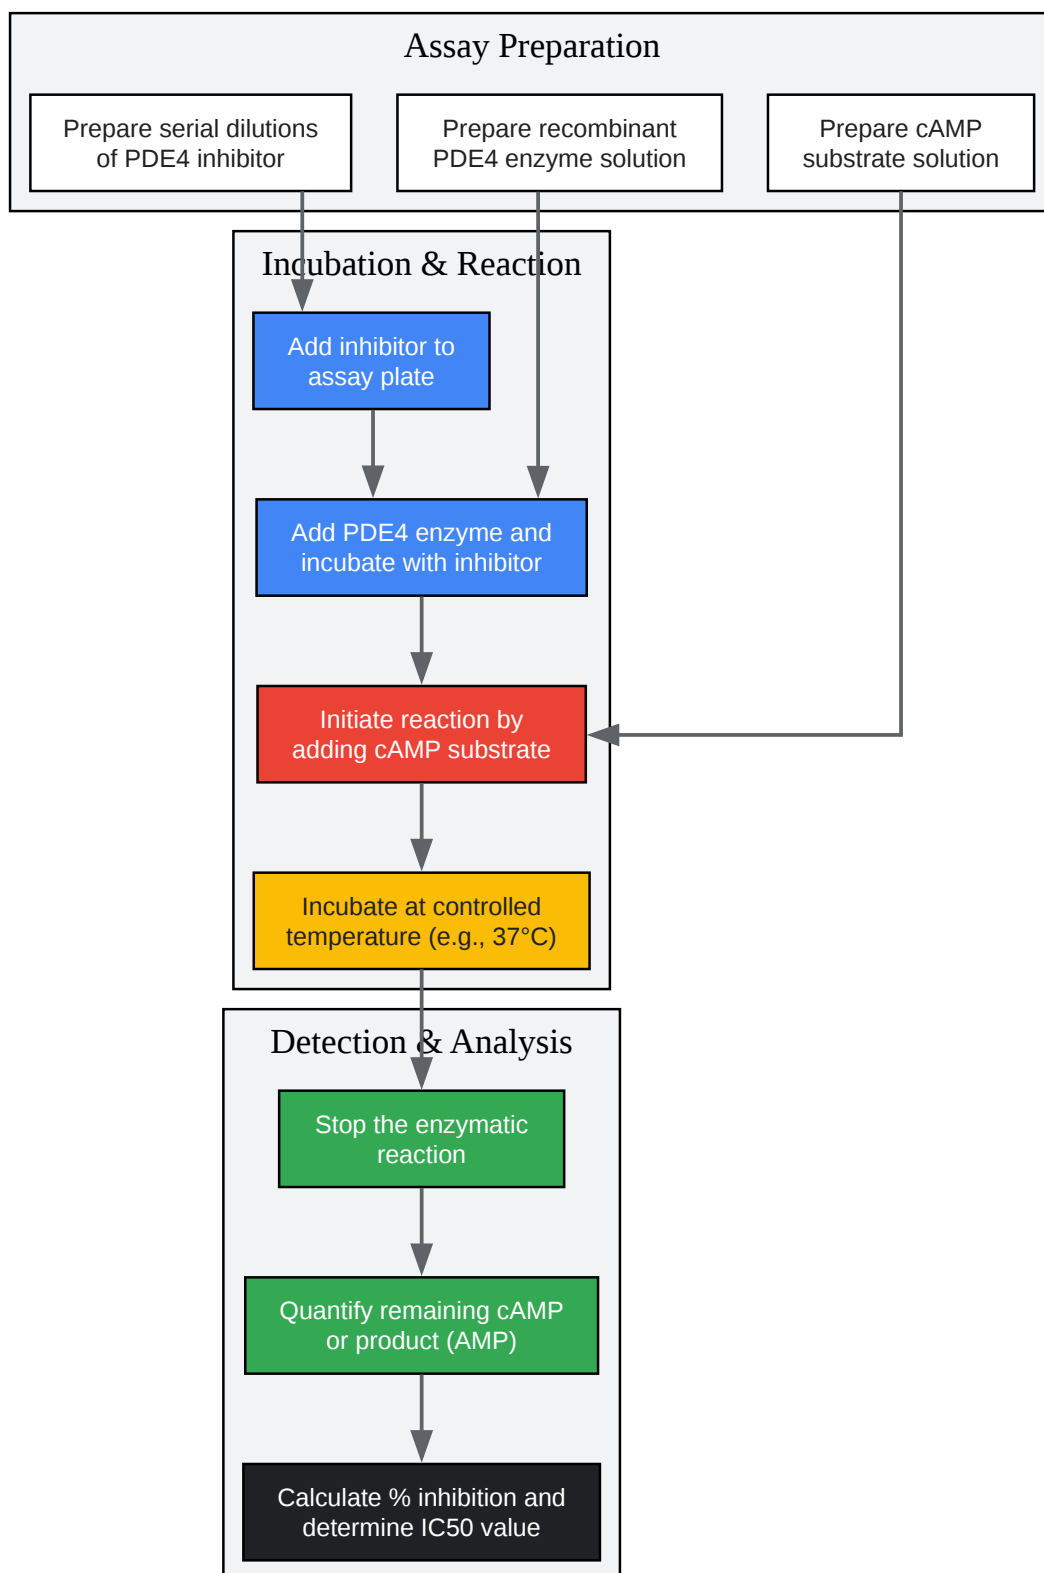 Assay Preparation
Prepare serial dilutions
of PDE4 inhibitor
Prepare recombinant
PDE4 enzyme solution
Prepare cAMP
substrate solution
Incubation & Reaction
Add inhibitor to
assay plate
Add PDE4 enzyme and
incubate with inhibitor
Initiate reaction by
adding cAMP substrate
Incubate at controlled
temperature (e.g., 37°C)
Detection & Analysis
Stop the enzymatic
reaction
Quantify remaining cAMP
or product (AMP)
Calculate % inhibition and
determine IC50 value